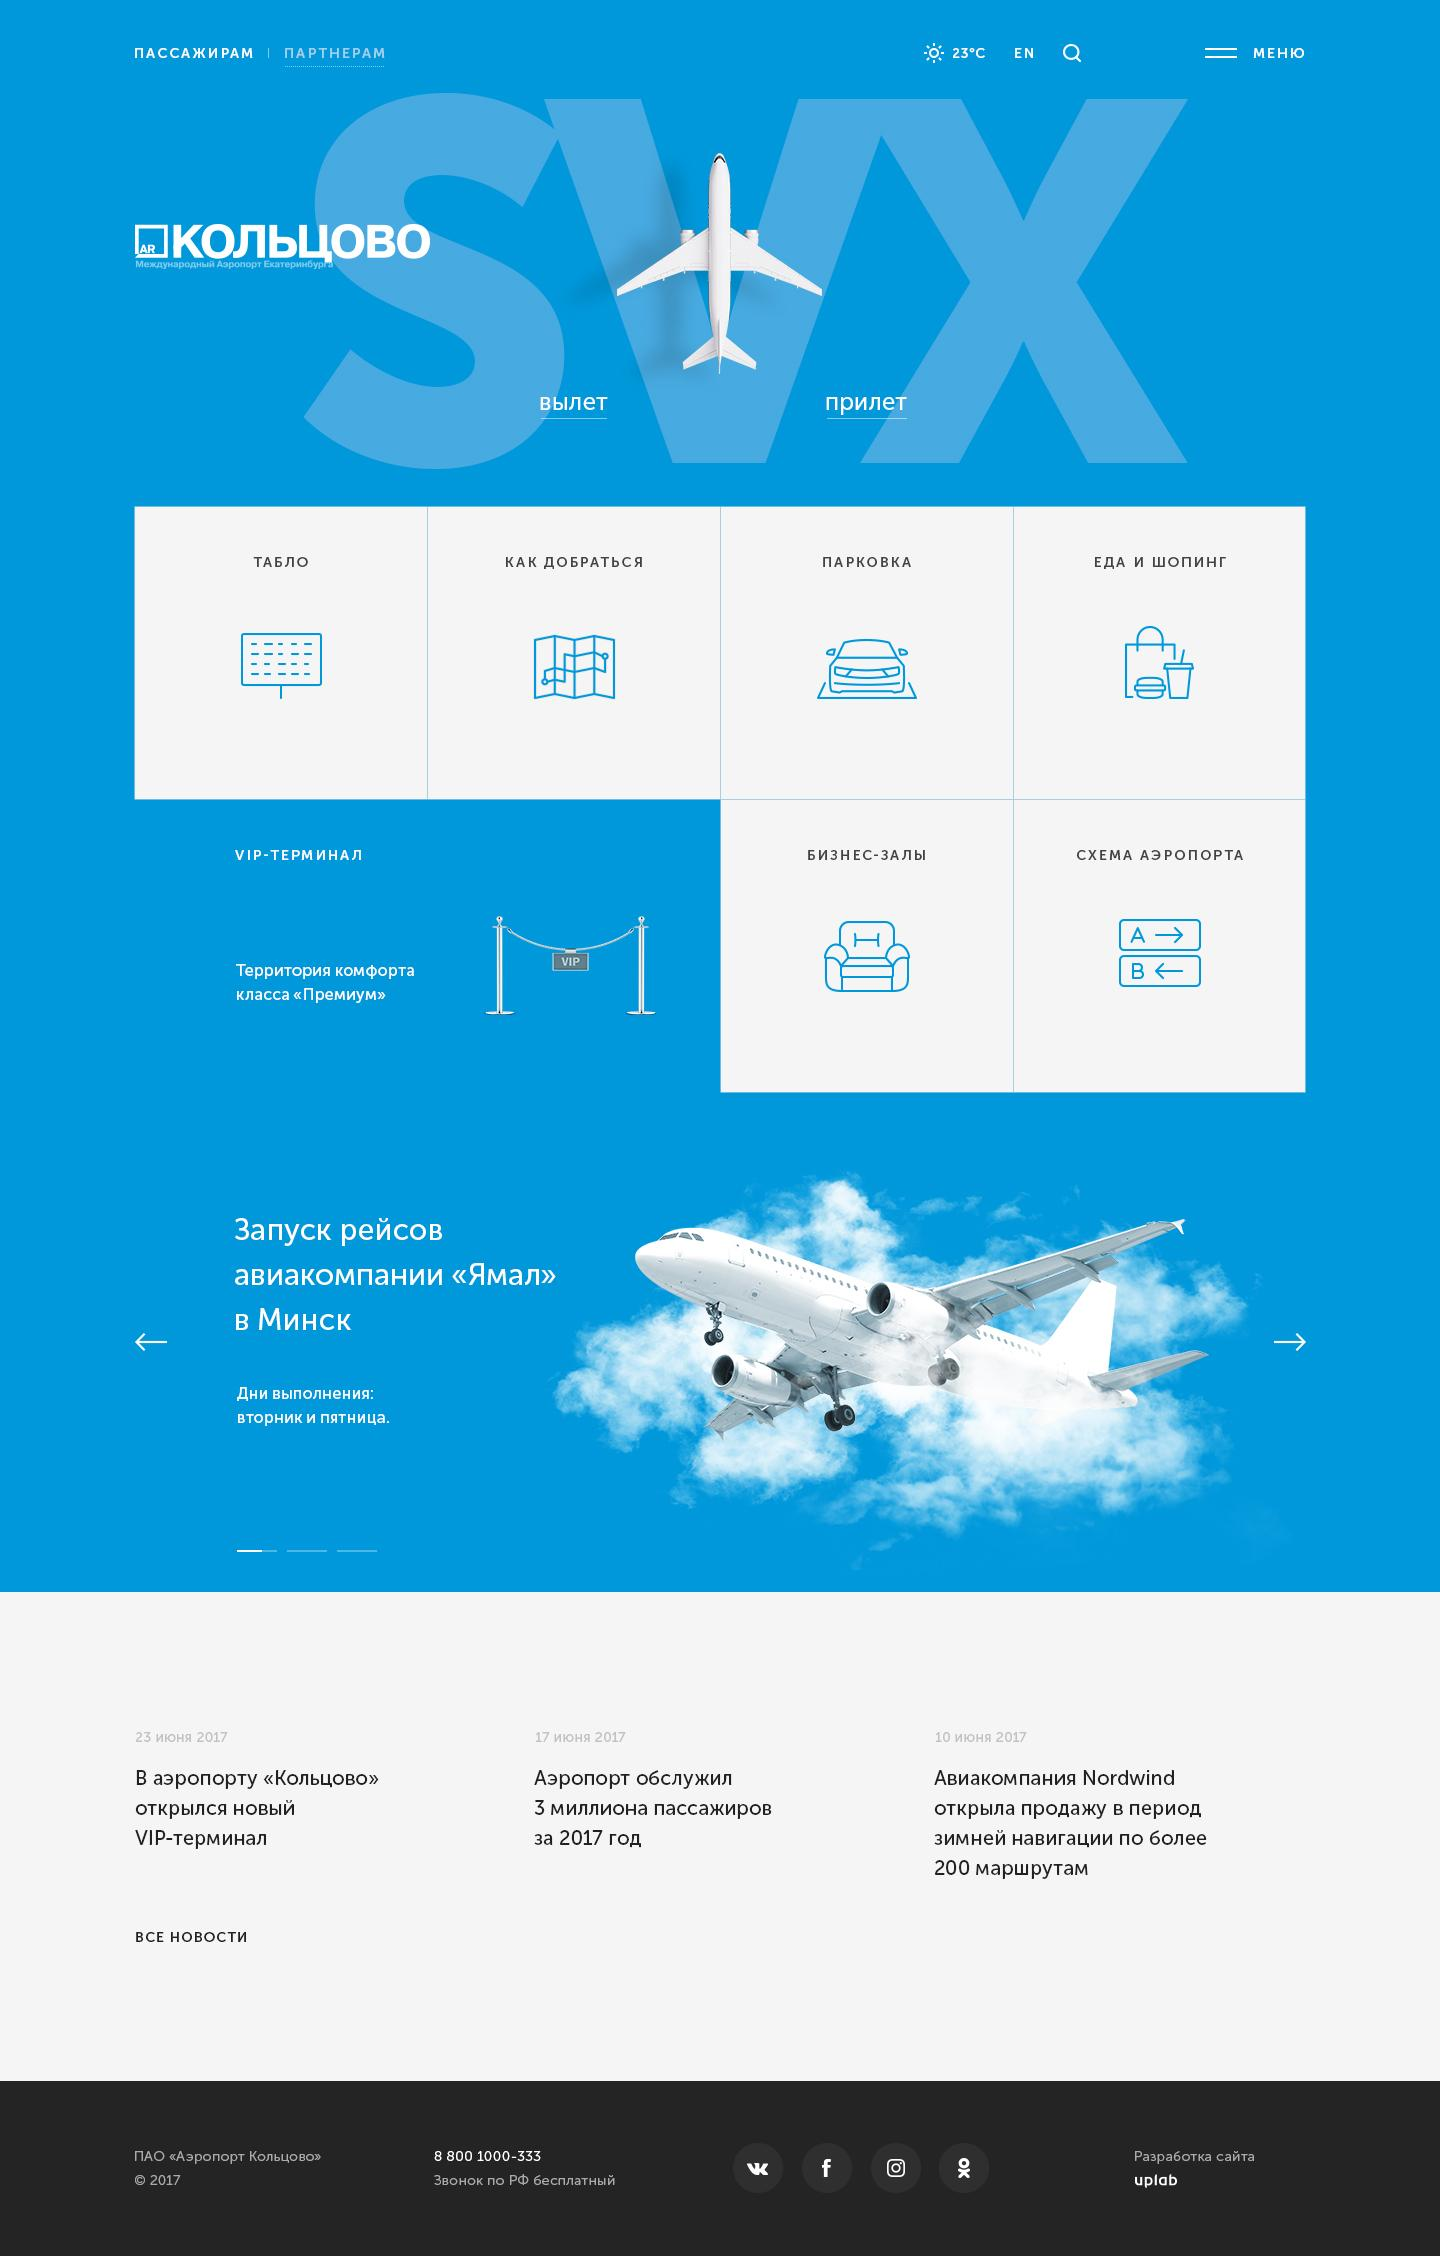 ПАССАЖИРАМ
ПАРТНЕРАМ
23°C
EN
МЕНЮ
SVX
AR
КОЛЬЦОВО
Международный Аэропорт Екатеринбурга
вылет
прилет
ТАБЛО
КАК ДОБРАТЬСЯ
ПАРКОВКА
ЕДА И ШОПИНГ
VIP-ТЕРМИНАЛ
Территория комфорта
класса «Премиум»
VIP
БИЗНЕС-ЗАЛЫ
СХЕМА АЭРОПОРТА
A
B
Запуск рейсов
авиакомпании «Ямал»
в Минск
Дни выполнения:
вторник и пятница.
23 июня 2017
В аэропорту «Кольцово»
открылся новый
VIP-терминал
17 июня 2017
Аэропорт обслужил
3 миллиона пассажиров
за 2017 год
10 июня 2017
Авиакомпания Nordwind
открыла продажу в период
зимней навигации по более
200 маршрутам
ВСЕ НОВОСТИ
ПАО «Аэропорт Кольцово»
© 2017
8 800 1000-333
Звонок по РФ бесплатный
Разработка сайта
uplab